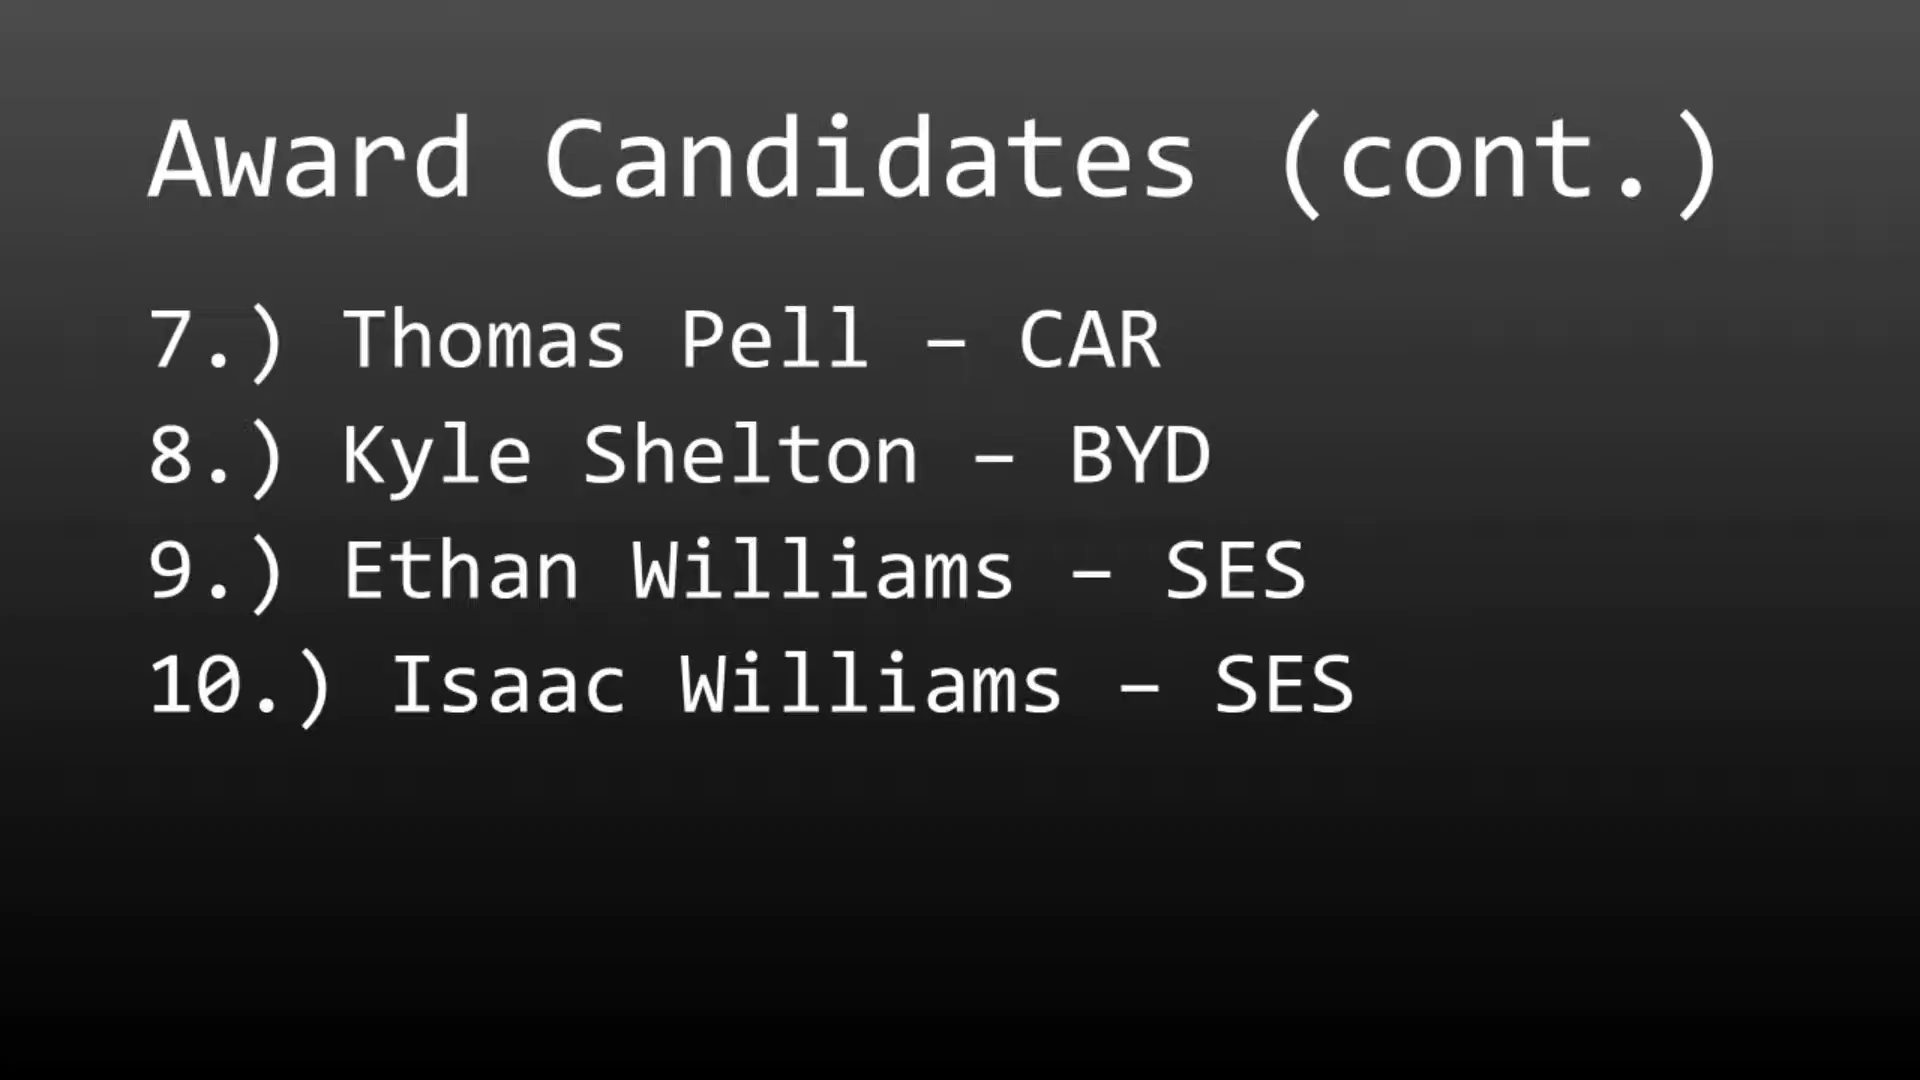 Award Candidates (cont.)
7.) Thomas Pell – CAR
8.) Kyle Shelton – BYD
9.) Ethan Williams – SES
10.) Isaac Williams – SES